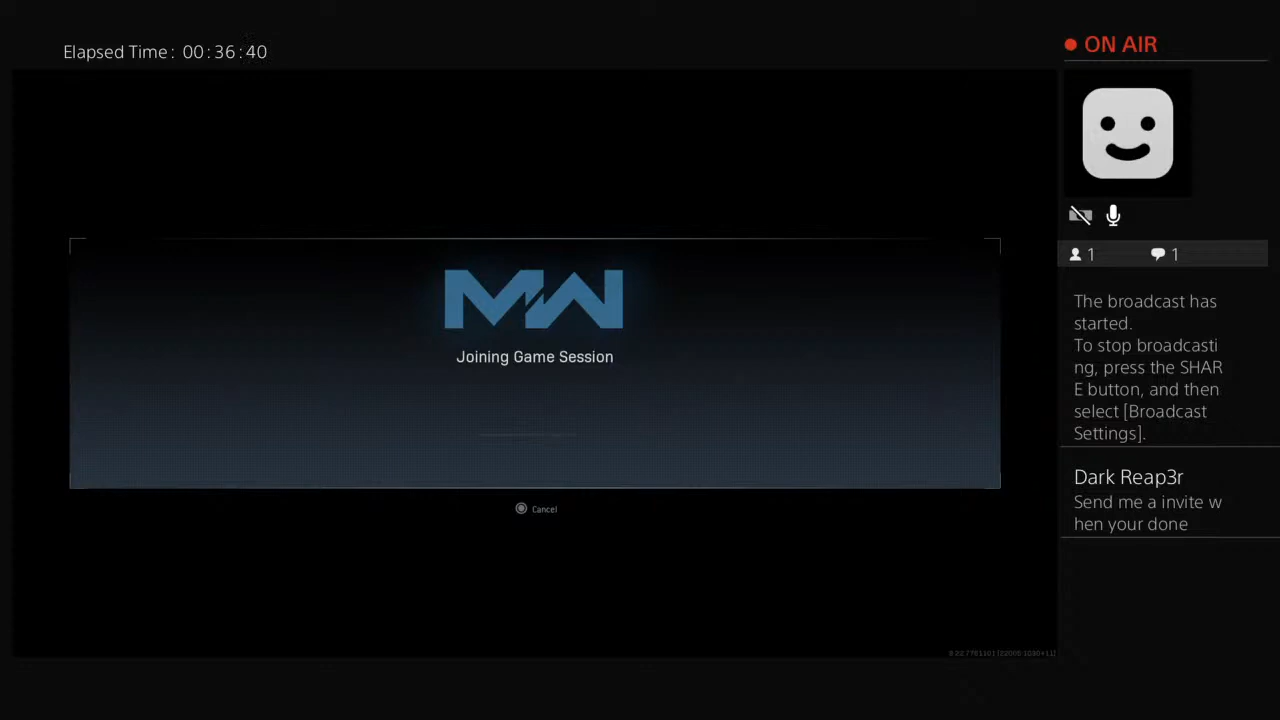 Elapsed Time: 00:36:40
ON AIR
1
1
MW
Joining Game Session
Cancel
The broadcast has
started.
To stop broadcasti
ng, press the SHAR
E button, and then
select [Broadcast
Settings].
Dark Reap3r
Send me a invite w
hen your done